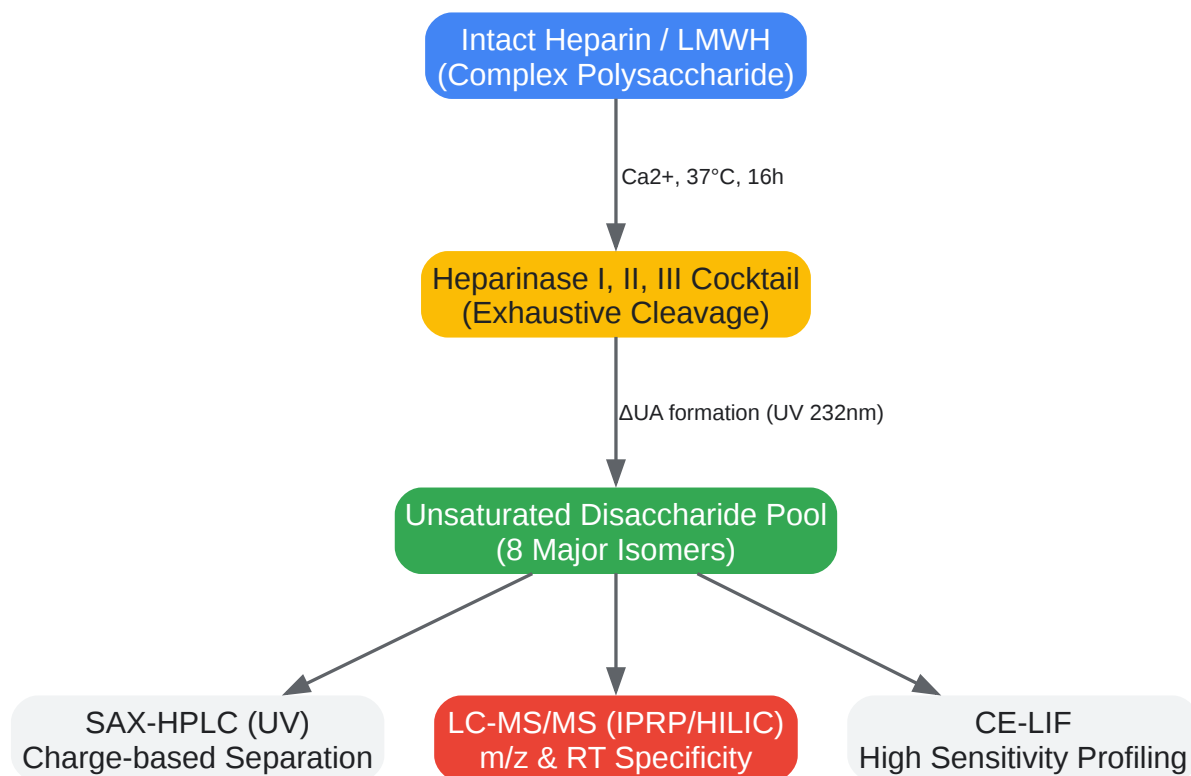 Intact Heparin / LMWH
(Complex Polysaccharide)
Ca2+, 37°C, 16h
Heparinase I, II, III Cocktail
(Exhaustive Cleavage)
ΔUA formation (UV 232nm)
Unsaturated Disaccharide Pool
(8 Major Isomers)
SAX-HPLC (UV)
Charge-based Separation
LC-MS/MS (IPRP/HILIC)
m/z & RT Specificity
CE-LIF
High Sensitivity Profiling